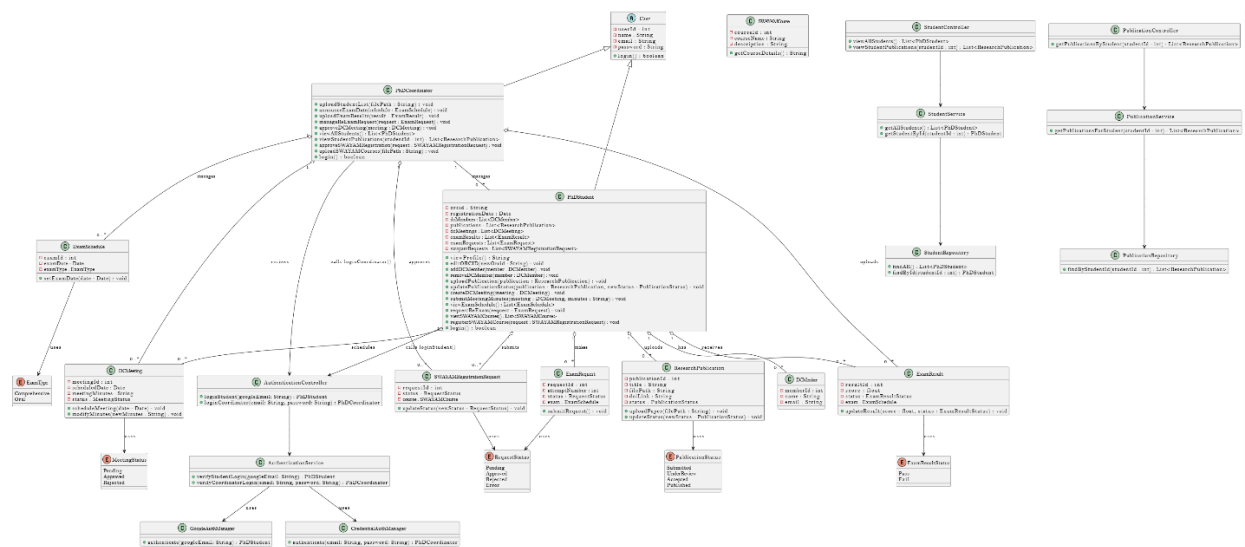 User
userId : int
name : String
email : String
password : String
login() : boolean
SWAYAMCourse
courseId : int
courseName : String
description : String
getCourseDetails() : String
StudentController
viewAllStudents() : List<PhDStudent>
viewStudentPublications(studentId : int) : List<ResearchPublication>
PublicationController
getPublicationsByStudent(studentId : int) : List<ResearchPublication>
PhDCoordinator
uploadStudentList(filePath : String) : void
announceExamDate(schedule : ExamSchedule) : void
uploadExamResults(result : ExamResult) : void
manageReExamRequest(request : ExamRequest) : void
approveDCMeeting(meeting : DCMeeting) : void
viewAllStudents() : List<PhDStudent>
viewStudentPublications(studentId : int) : List<ResearchPublication>
approveSWAYAMRegistration(request : SWAYAMRegistrationRequest) : void
uploadSWAYAMCourses(filePath : String) : void
login() : boolean
StudentService
getAllStudents() : List<PhDStudent>
getStudentById(studentId : int) : PhDStudent
PublicationService
getPublicationsForStudent(studentId : int) : List<ResearchPublication>
manages
manages
0..*
PhDStudent
orcid : String
registrationDate : Date
dcMembers : List<DCMember>
publications : List<ResearchPublication>
dcMeetings : List<DCMeeting>
examResults : List<ExamResult>
examRequests : List<ExamRequest>
swayamRequests : List<SWAYAMRegistrationRequest>
viewProfile() : String
editORCID(newOrcid : String) : void
addDCMember(member : DCMember) : void
removeDCMember(member : DCMember) : void
uploadPublication(publication : ResearchPublication) : void
updatePublicationStatus(publication : ResearchPublication, newStatus : PublicationStatus) : void
createDCMeeting(meeting : DCMeeting) : void
submitMeetingMinutes(meeting : DCMeeting, minutes : String) : void
viewExamSchedule() : List<ExamSchedule>
requestReExam(request : ExamRequest) : void
viewSWAYAMCourses() : List<SWAYAMCourse>
registerSWAYAMCourse(request : SWAYAMRegistrationRequest) : void
login() : boolean
ExamSchedule
examId : int
examDate : Date
examType : ExamType
setExamDate(date : Date) : void
calls loginCoordinator()
approves
uploads
StudentRepository
findAll() : List<PhDStudent>
findById(studentId : int) : PhDStudent
PublicationRepository
findByStudentId(studentId : int) : List<ResearchPublication>
uses
schedules
calls loginStudent()
submits
makes
uploads
has
receives
0..*
ExamType
Comprehensive
Oral
DCMeeting
meetingId : int
scheduledDate : Date
meetingMinutes : String
status : MeetingStatus
scheduleMeeting(date : Date) : void
modifyMinutes(newMinutes : String) : void
AuthenticationController
loginStudent(googleEmail: String) : PhDStudent
loginCoordinator(email: String, password: String) : PhDCoordinator
SWAYAMRegistrationRequest
requestId : int
status : RequestStatus
course : SWAYAMCourse
updateStatus(newStatus : RequestStatus) : void
ExamRequest
requestId : int
attemptNumber : int
status : RequestStatus
exam : ExamSchedule
submitRequest() : void
ResearchPublication
publicationId : int
title : String
filePath : String
doiLink : String
status : PublicationStatus
uploadPaper(filePath : String) : void
updateStatus(newStatus : PublicationStatus) : void
DCMember
memberId : int
name : String
email : String
ExamResult
resultId : int
score : float
status : ExamResultStatus
exam : ExamSchedule
updateResult(score : float, status : ExamResultStatus) : void
MeetingStatus
Pending
Approved
Rejected
AuthenticationService
verifyStudentLogin(googleEmail: String) : PhDStudent
verifyCoordinatorLogin(email: String, password: String) : PhDCoordinator
RequestStatus
Pending
Approved
Rejected
Error
PublicationStatus
Submitted
UnderReview
Accepted
Published
ExamResultStatus
Pass
Fail
uses
uses
GoogleAuthManager
authenticate(googleEmail: String) : PhDStudent
CredentialAuthManager
authenticate(email: String, password: String) : PhDCoordinator